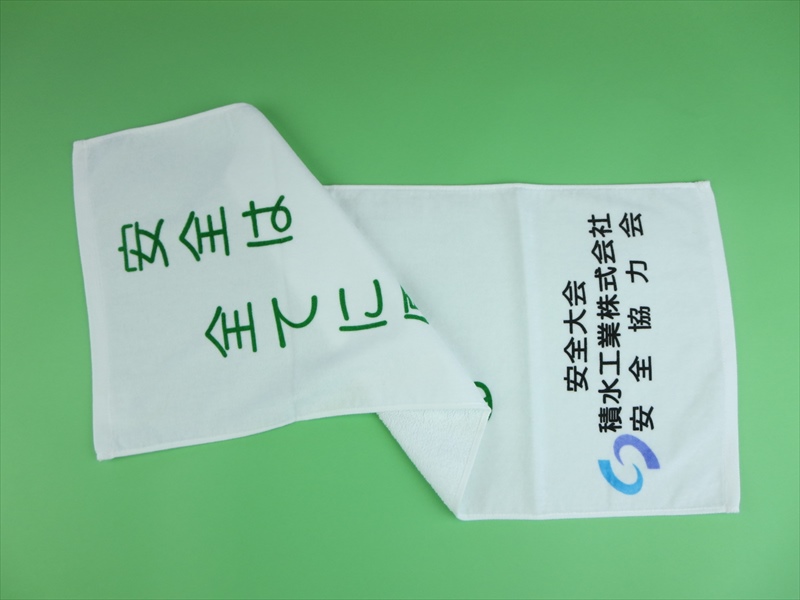 安全は
全てに
安全大会
積水工業株式会社
安全協力会